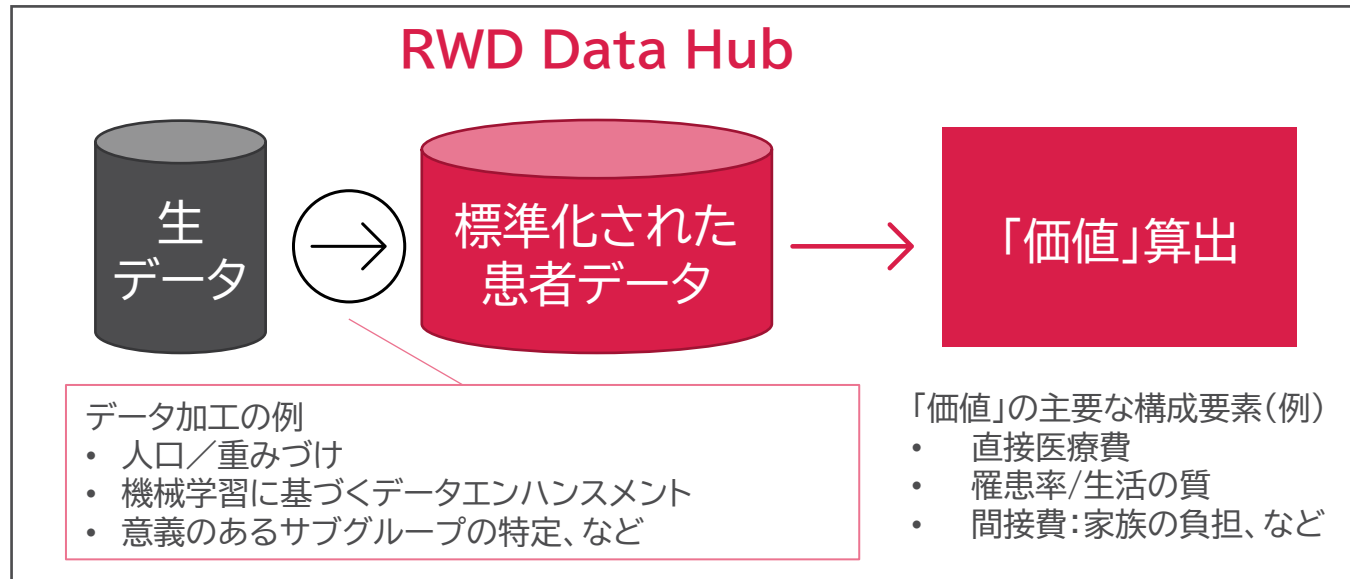 RWD Data Hub
生
データ
標準化された
患者データ
「価値」算出
データ加工の例
• 人口／重みづけ
• 機械学習に基づくデータエンハンスメント
• 意義のあるサブグループの特定、など
「価値」の主要な構成要素（例）
• 直接医療費
• 罹患率/生活の質
• 間接費：家族の負担、など